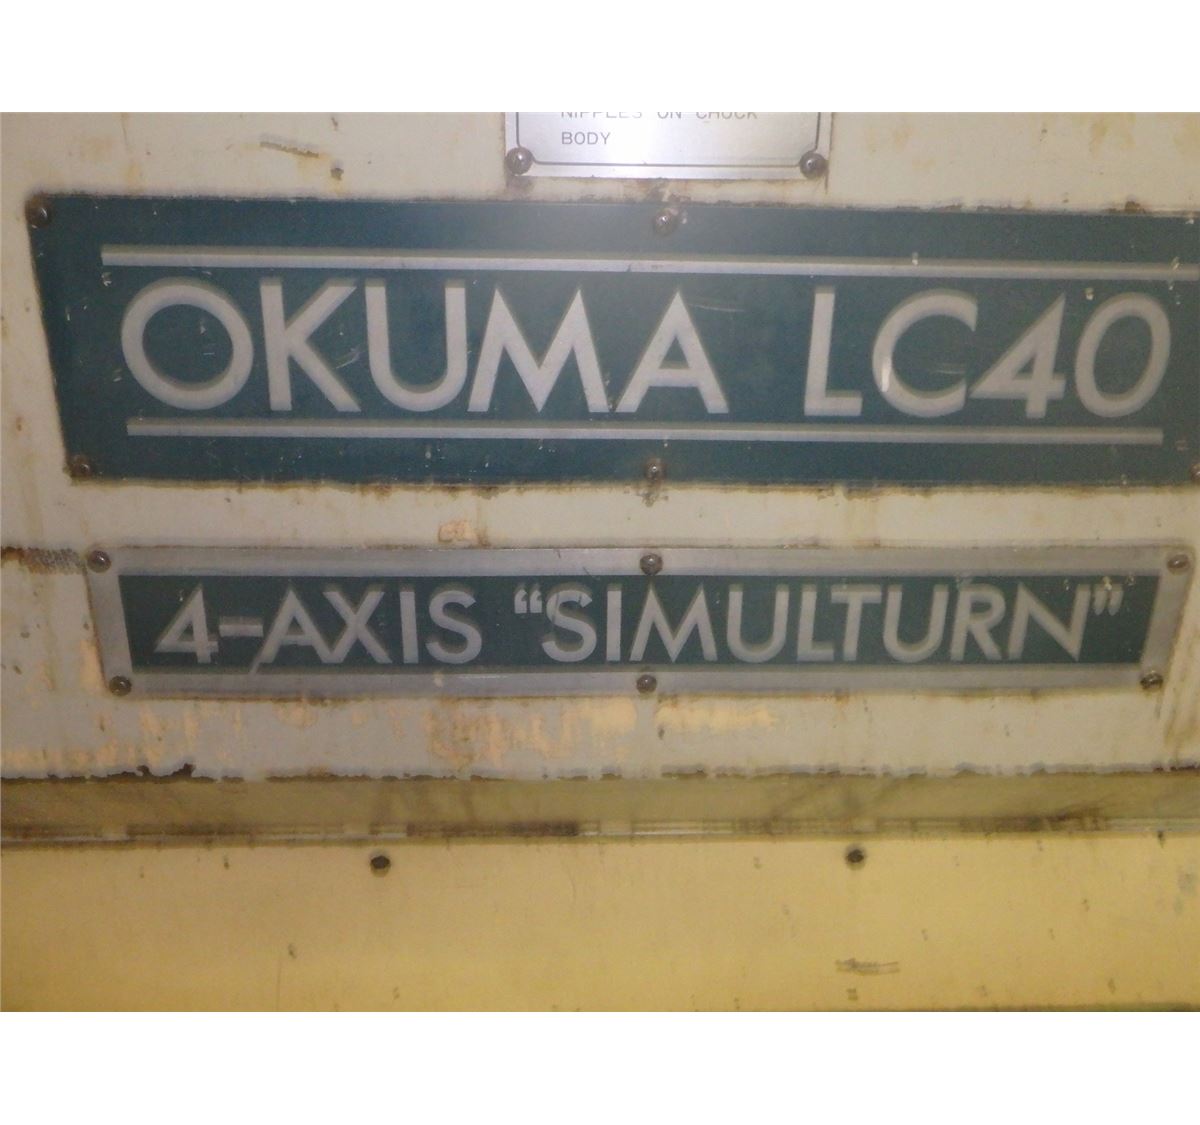 NIPPLES ON CHUCK
BODY
OKUMA LC40
4-AXIS "SIMULTURN"